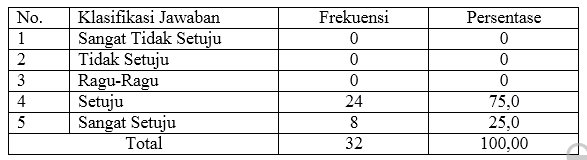 No. Klasifikasi Jawaban Frekuensi Persentase
1 Sangat Tidak Setuju 0 0
2 Tidak Setuju 0 0
3 Ragu-Ragu 0 0
4 Setuju 24 75,0
5 Sangat Setuju 8 25,0
Total 32 100,00